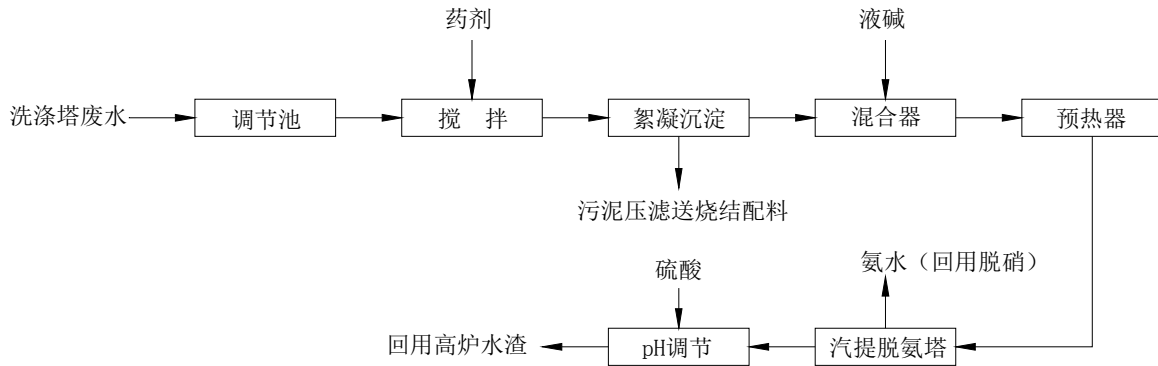 药剂
液碱
洗涤塔废水
调节池
搅 拌
絮凝沉淀
混合器
预热器
污泥压滤送烧结配料
硫酸
氨水（回用脱硝）
回用高炉水渣
pH调节
汽提脱氨塔